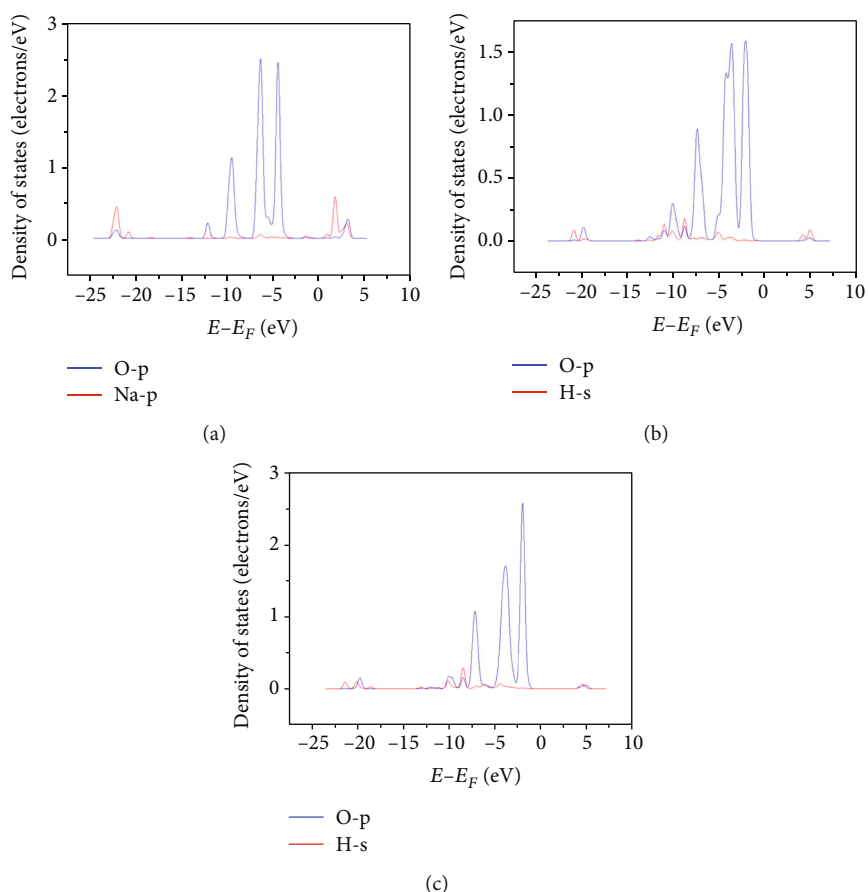 3
2
1
0
Density of states (electrons/eV)
–25 –20 –15 –10 –5 0 5 10
E–E_F (eV)
O-p
Na-p
(a)
1.5
1.0
0.5
0.0
Density of states (electrons/eV)
–25 –20 –15 –10 –5 0 5 10
E–E_F (eV)
O-p
H-s
(b)
3
2
1
0
Density of states (electrons/eV)
–25 –20 –15 –10 –5 0 5 10
E–E_F (eV)
O-p
H-s
(c)